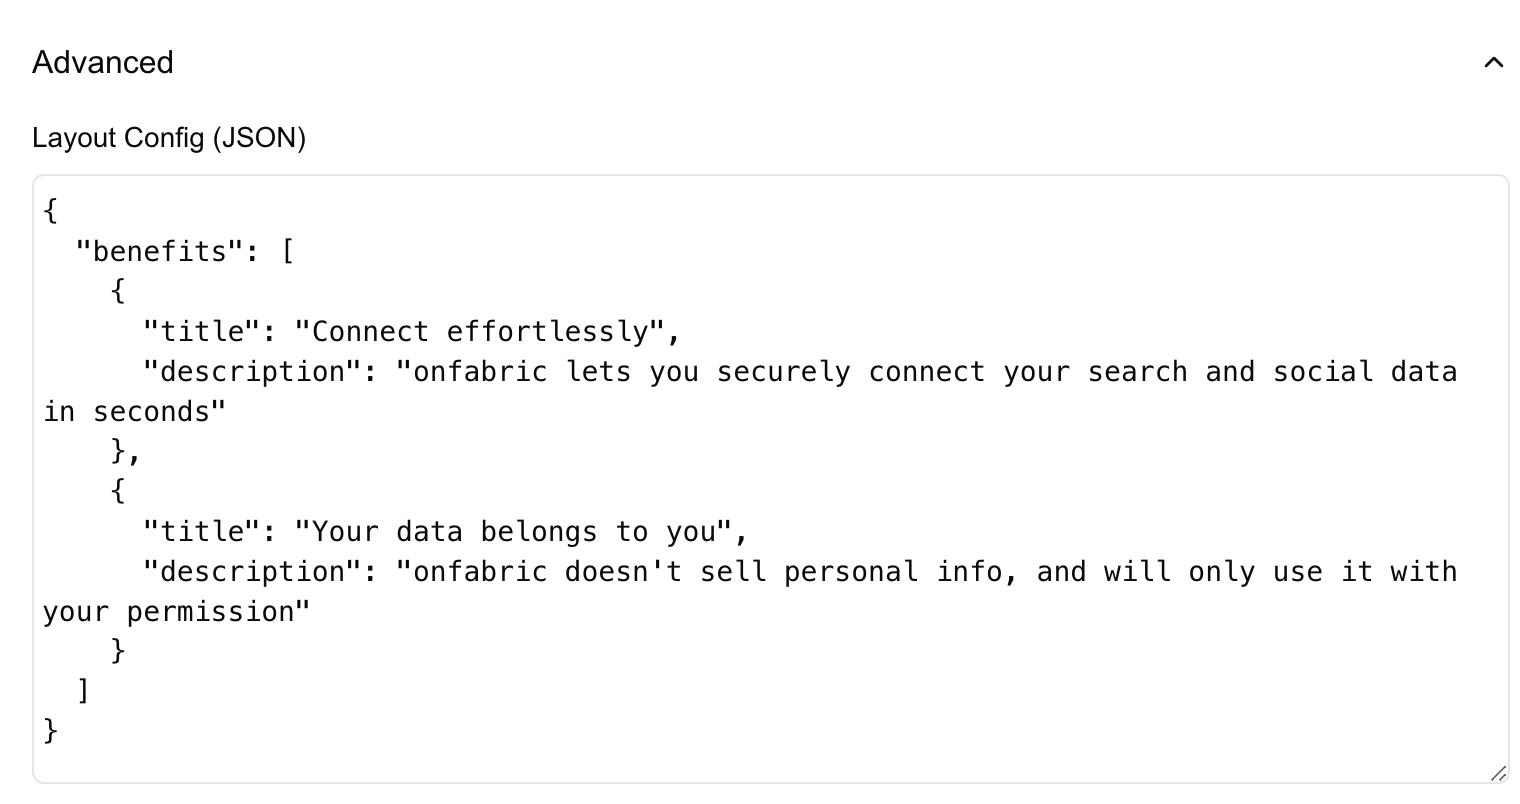 Advanced
Layout Config (JSON)
{
  "benefits": [
    {
      "title": "Connect effortlessly",
      "description": "onfabric lets you securely connect your search and social data
in seconds"
    },
    {
      "title": "Your data belongs to you",
      "description": "onfabric doesn't sell personal info, and will only use it with
your permission"
    }
  ]
}